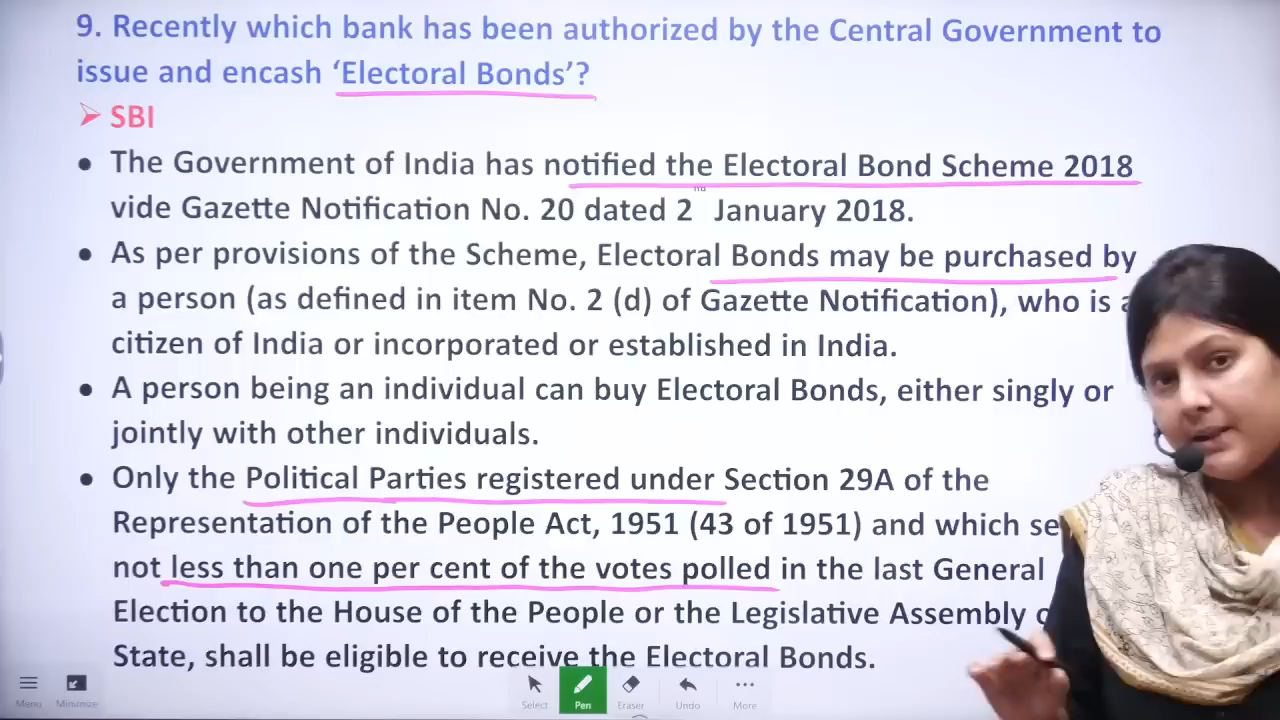 9. Recently which bank has been authorized by the Central Government to
issue and encash ‘Electoral Bonds’?
➢ SBI
• The Government of India has notified the Electoral Bond Scheme 2018
vide Gazette Notification No. 20 dated 2nd January 2018.
• As per provisions of the Scheme, Electoral Bonds may be purchased by
a person (as defined in item No. 2 (d) of Gazette Notification), who is a
citizen of India or incorporated or established in India.
• A person being an individual can buy Electoral Bonds, either singly or
jointly with other individuals.
• Only the Political Parties registered under Section 29A of the
Representation of the People Act, 1951 (43 of 1951) and which se
not less than one per cent of the votes polled in the last General
Election to the House of the People or the Legislative Assembly o
State, shall be eligible to receive the Electoral Bonds.
Menu Minimize Select Pen Eraser Undo More